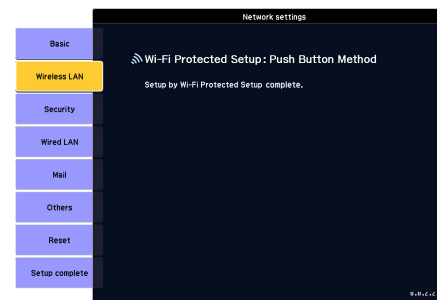 Network settings
Basic
Wireless LAN
Security
Wired LAN
Mail
Others
Reset
Setup complete
Wi-Fi Protected Setup: Push Button Method
Setup by Wi-Fi Protected Setup complete.